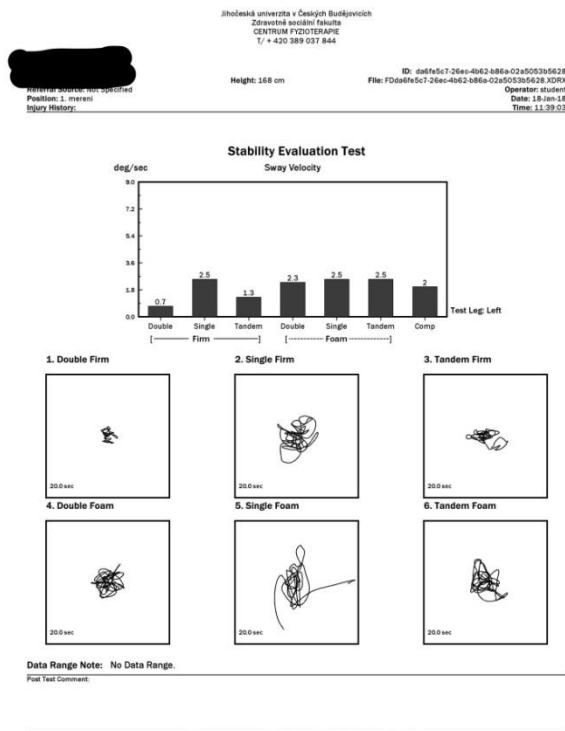 Jihočeská univerzita v Českých Budějovicích
Zdravotně sociální fakulta
CENTRUM FYZIOTERAPIE
T/ + 420 389 037 844
ID: da6fe5c7-26ec-4b62-b86a-02a5053b5628
Height: 168 cm
File: FDda6fe5c7-26ec-4b62-b86a-02a5053b5628.XDRX
Referral Source: Not Specified
Operator: student
Position: 1. mereni
Date: 18-Jan-18
Injury History:
Time: 11:39:03
Stability Evaluation Test
deg/sec
Sway Velocity
9.0
7.2
5.4
3.6
1.8
0.0
0.7
2.5
1.3
2.3
2.5
2.5
2
Test Leg: Left
Double Single Tandem Double Single Tandem Comp
[ Firm ] [ Foam ]
1. Double Firm
2. Single Firm
3. Tandem Firm
20.0 sec
20.0 sec
20.0 sec
4. Double Foam
5. Single Foam
6. Tandem Foam
20.0 sec
20.0 sec
20.0 sec
Data Range Note: No Data Range.
Post Test Comment: